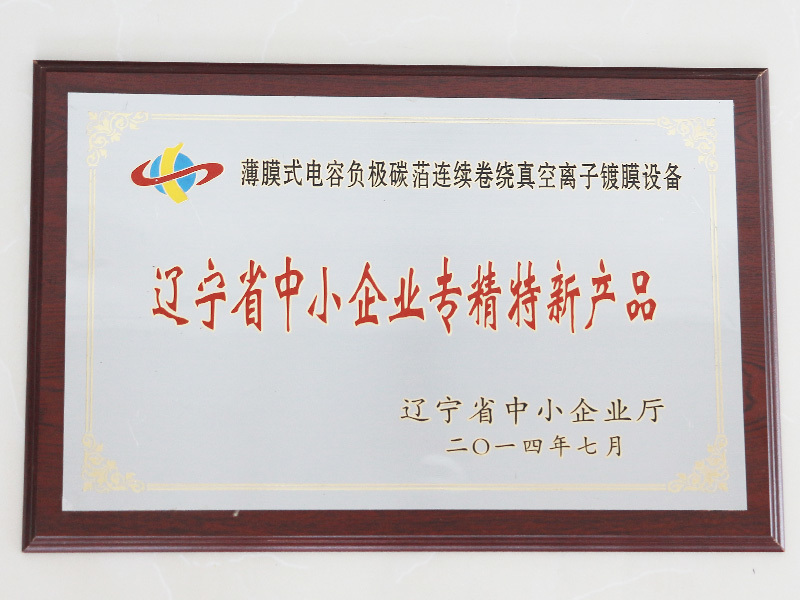 薄膜式电容负极碳箔连续卷绕真空离子镀膜设备
辽宁省中小企业专精特新产品
辽宁省中小企业厅
二〇一四年七月